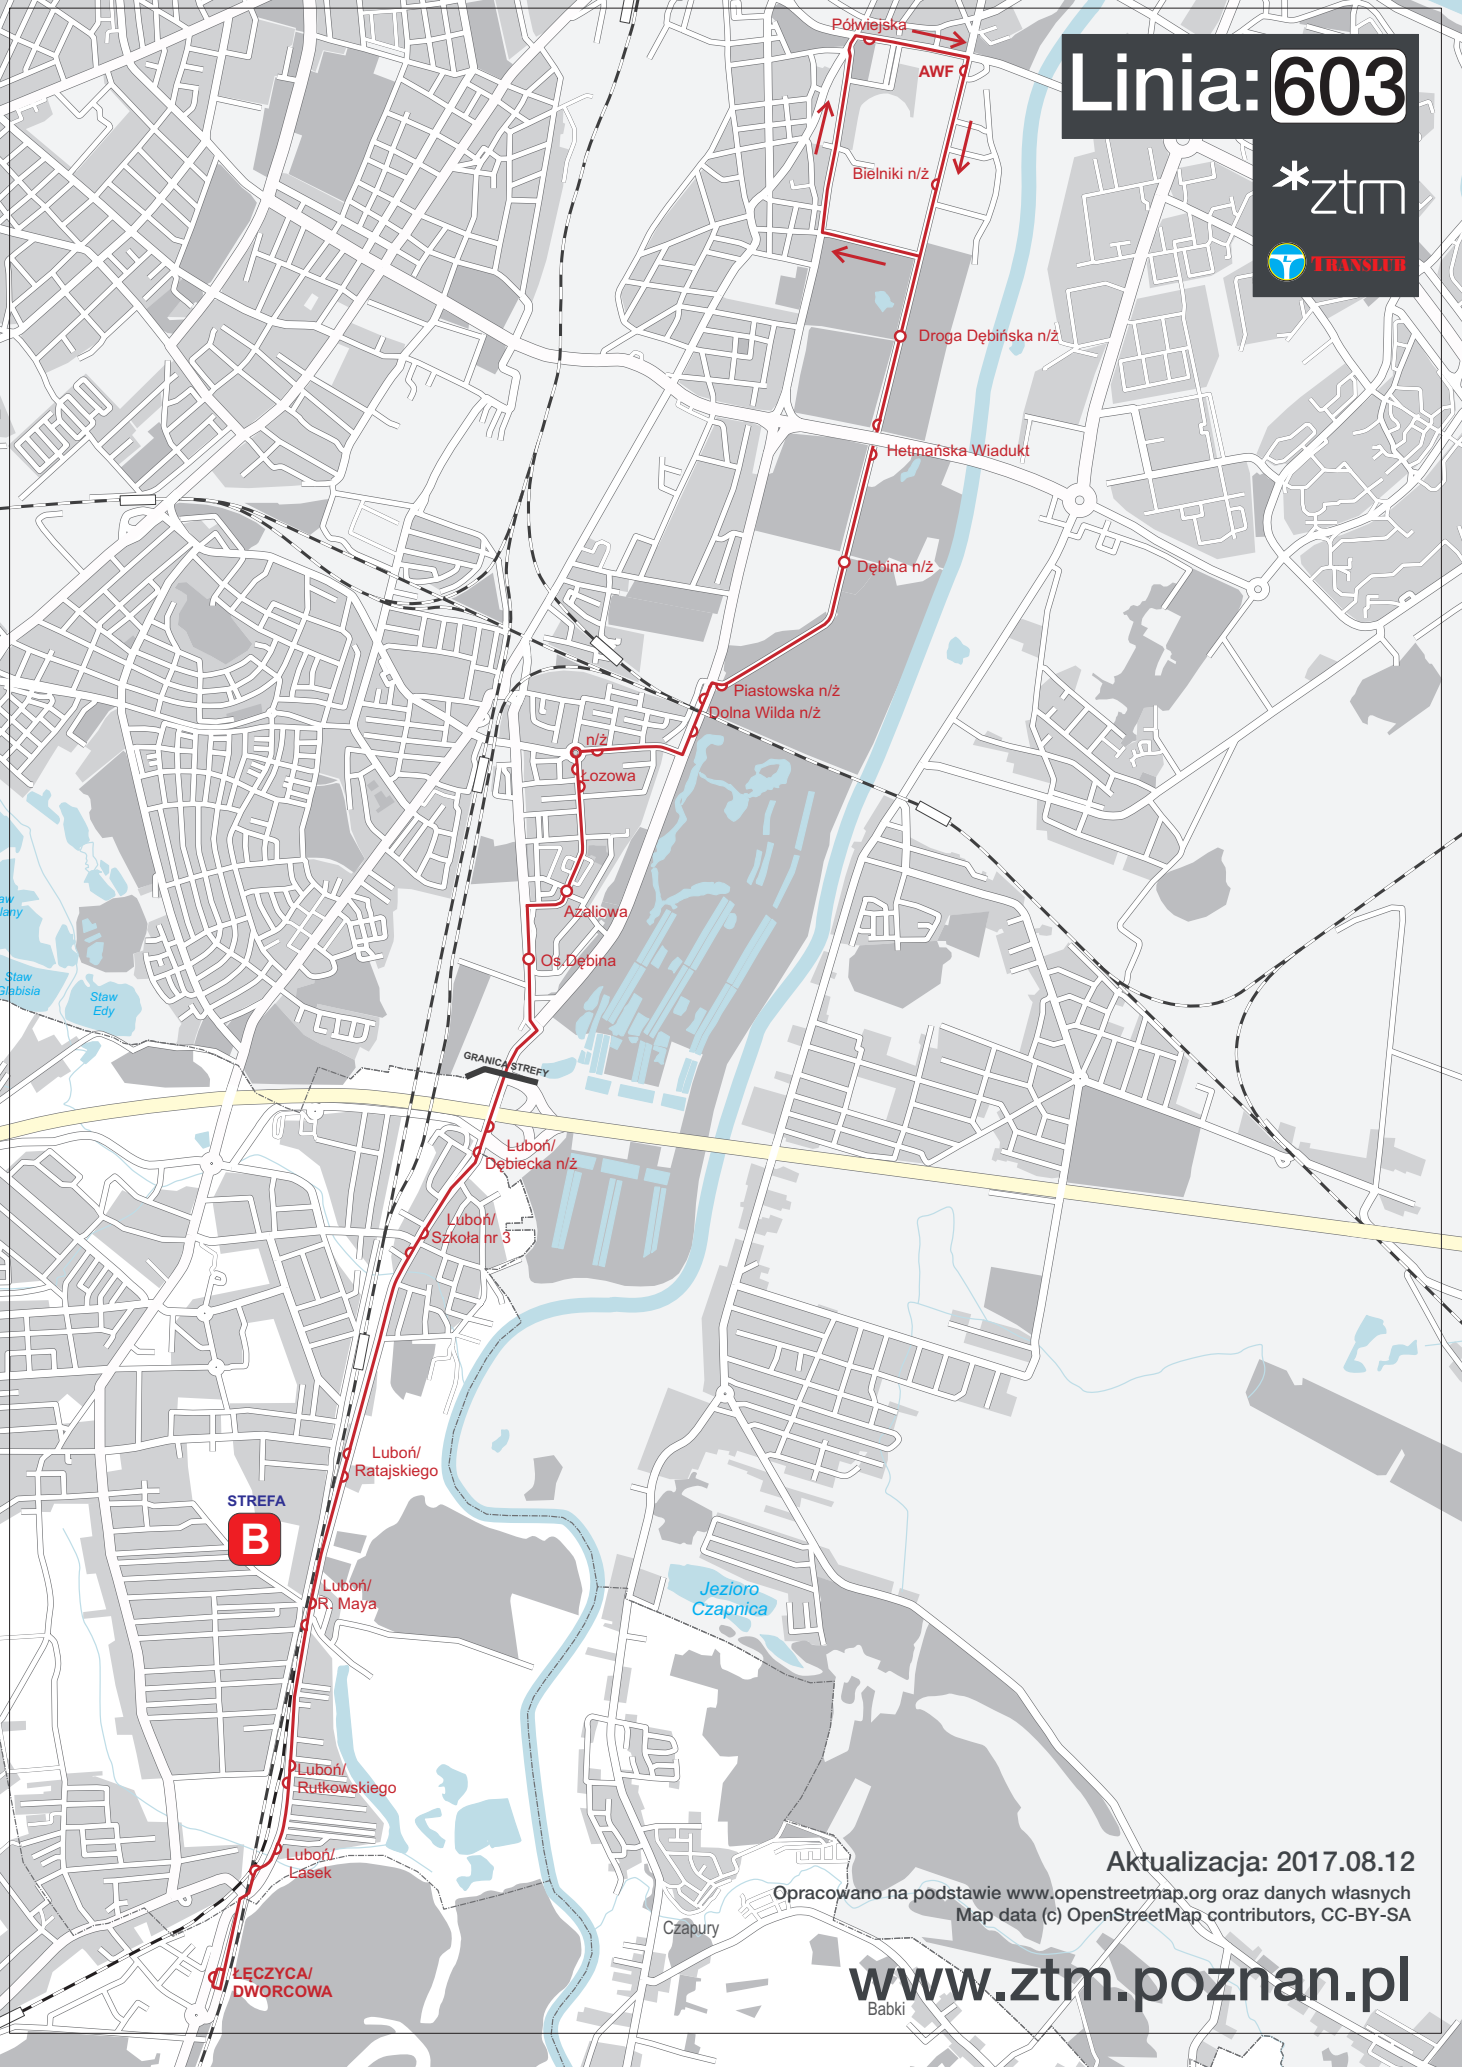 Linia: 603
*ztm
TRANSLUB
Półwiejska
AWF
Bielniki n/ż
Droga Dębińska n/ż
Hetmańska Wiadukt
Dębina n/ż
Piastowska n/ż
Dolna Wilda n/ż
n/ż
Łozowa
Azaliowa
Os.Dębina
Staw
Glabisia
Staw
Edy
GRANICA STREFY
Luboń/
Dębiecka n/ż
Luboń/
Szkoła nr 3
Luboń/
Ratajskiego
STREFA
B
Luboń/
R. Maya
Jezioro
Czapnica
Luboń/
Rutkowskiego
Luboń/
Lasek
ŁĘCZYCA/
DWORCOWA
Czapury
Babki
Aktualizacja: 2017.08.12
Opracowano na podstawie www.openstreetmap.org oraz danych własnych
Map data (c) OpenStreetMap contributors, CC-BY-SA
www.ztm.poznan.pl